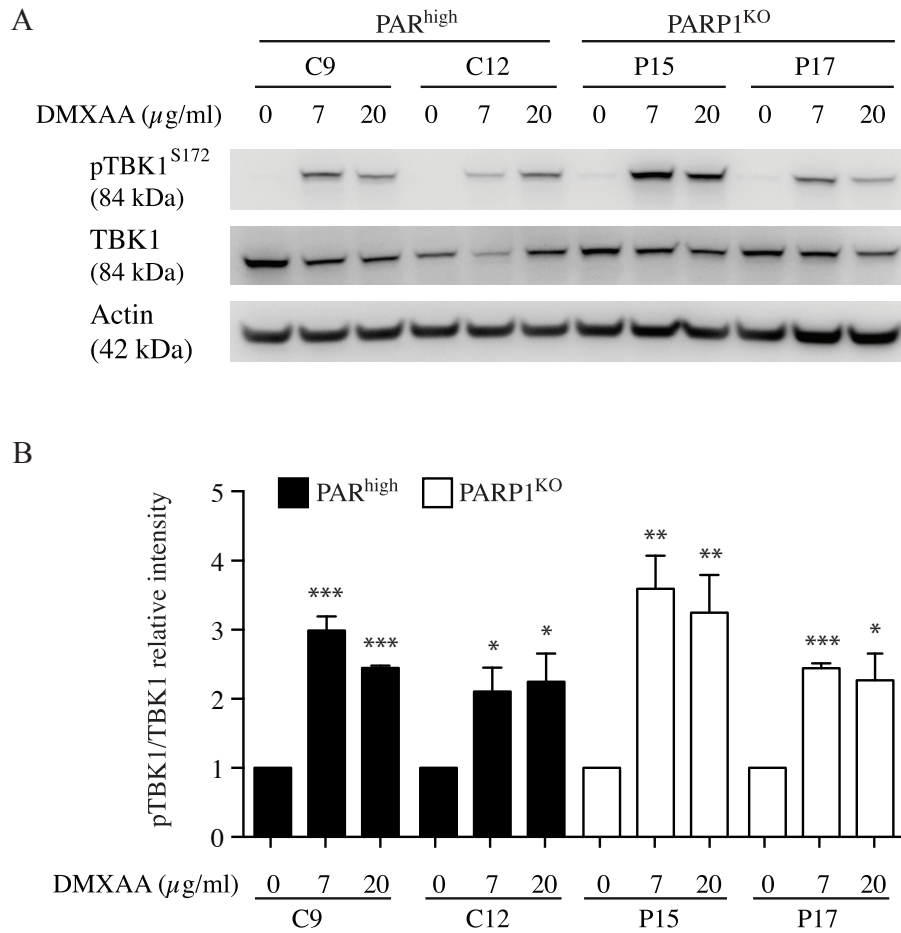 A
PAR^high PARP1^KO
C9 C12 P15 P17
DMXAA (µg/ml) 0 7 20 0 7 20 0 7 20 0 7 20
pTBK1^S172
(84 kDa)
TBK1
(84 kDa)
Actin
(42 kDa)
B
PAR^high PARP1^KO
pTBK1/TBK1 relative intensity
5
4
3
2
1
0
*** *** * * ** ** *** *
DMXAA (µg/ml) 0 7 20 0 7 20 0 7 20 0 7 20
C9 C12 P15 P17